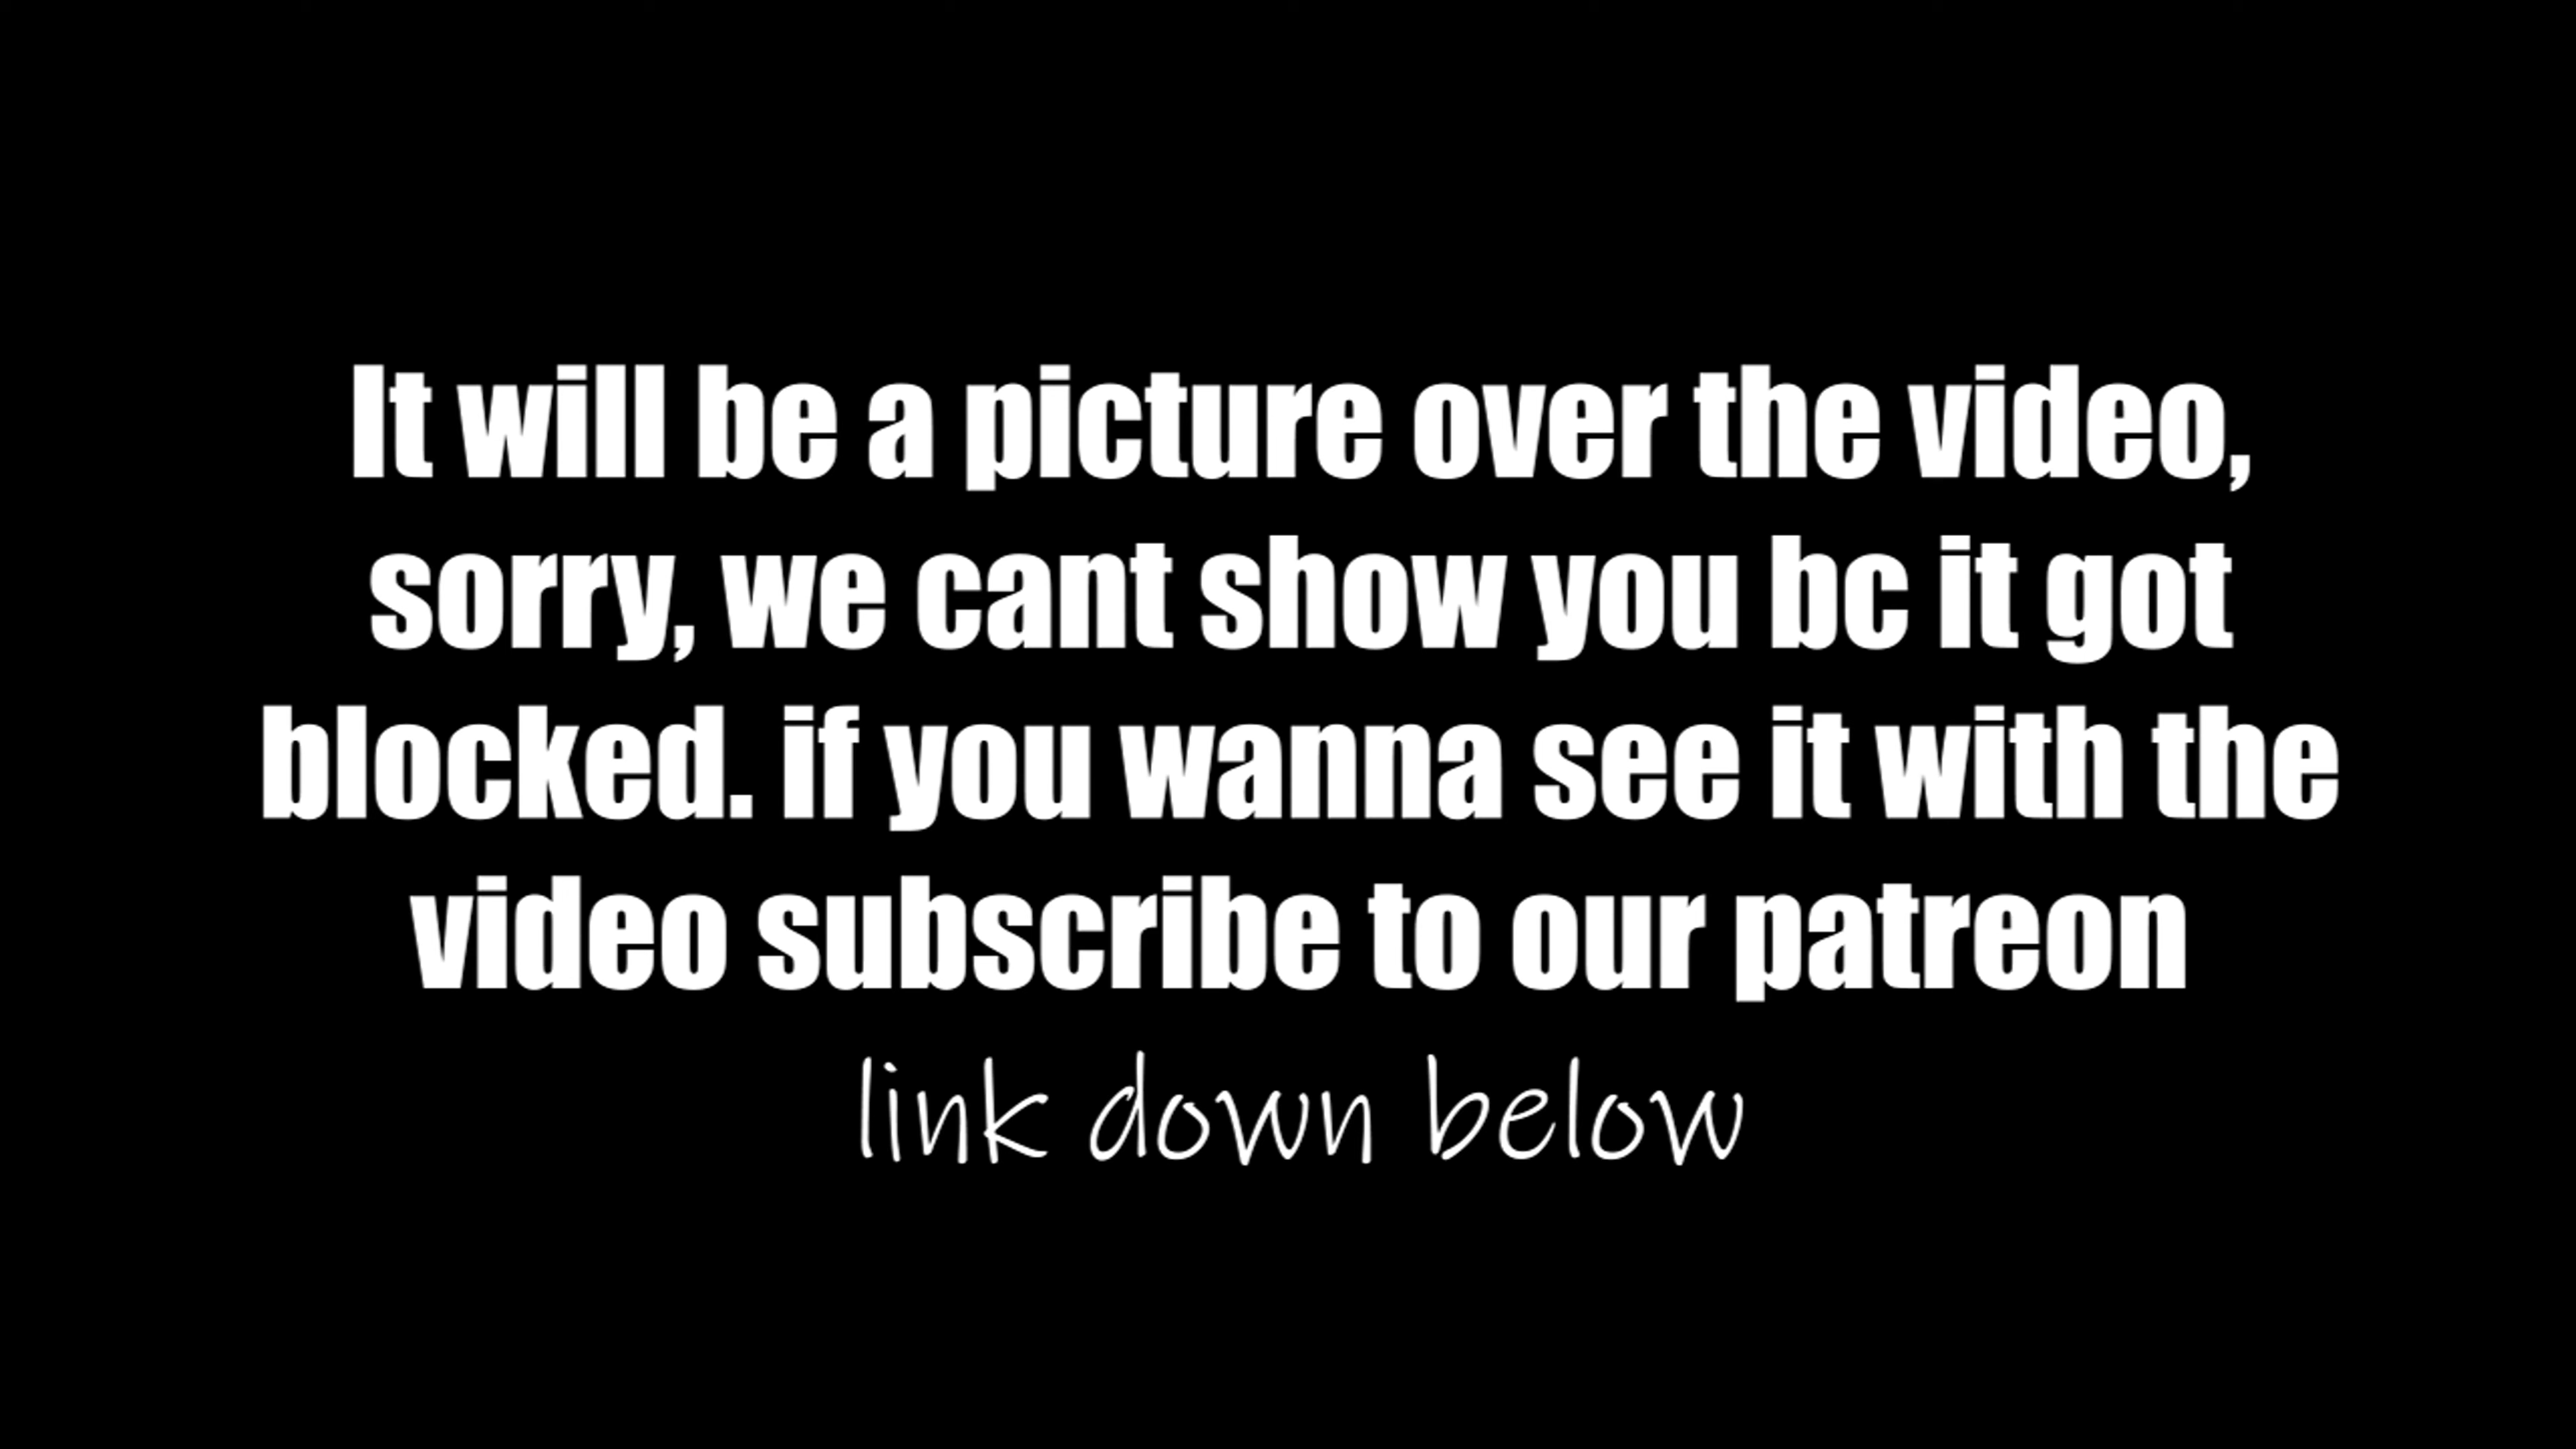 It will be a picture over the video,
sorry, we cant show you bc it got
blocked. if you wanna see it with the
video subscribe to our patreon
link down below